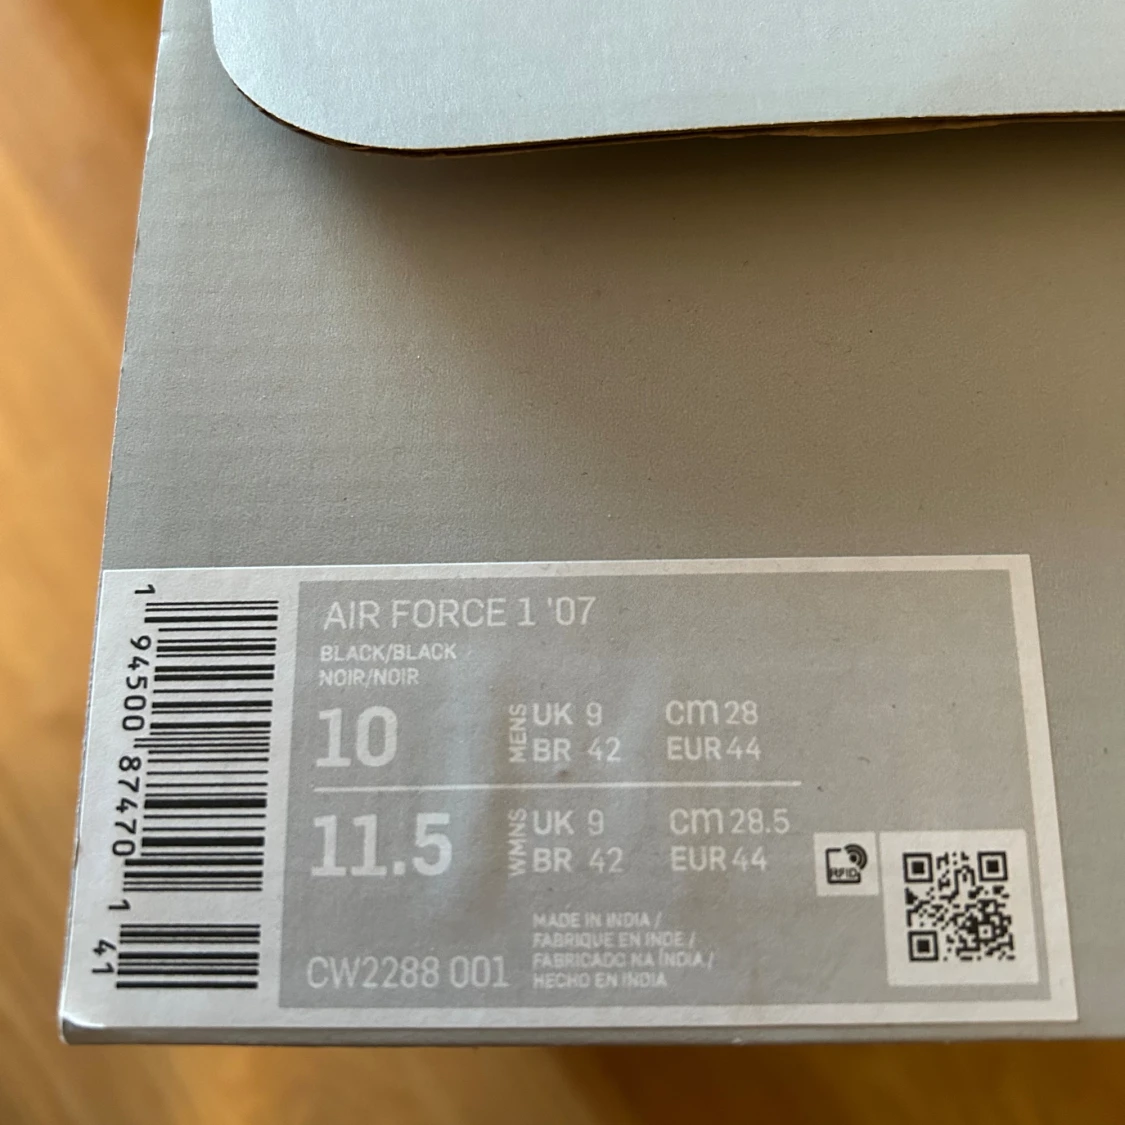 AIR FORCE 1 '07
BLACK/BLACK
NOIR/NOIR
10
MENS
UK 9 cm 28
BR 42 EUR 44
11.5
WMNS
UK 9 cm 28.5
BR 42 EUR 44
RFID
MADE IN INDIA /
FABRIQUE EN INDE /
FABRICADO NA ÍNDIA /
HECHO EN INDIA
CW2288 001
1 94500 87470 1 41